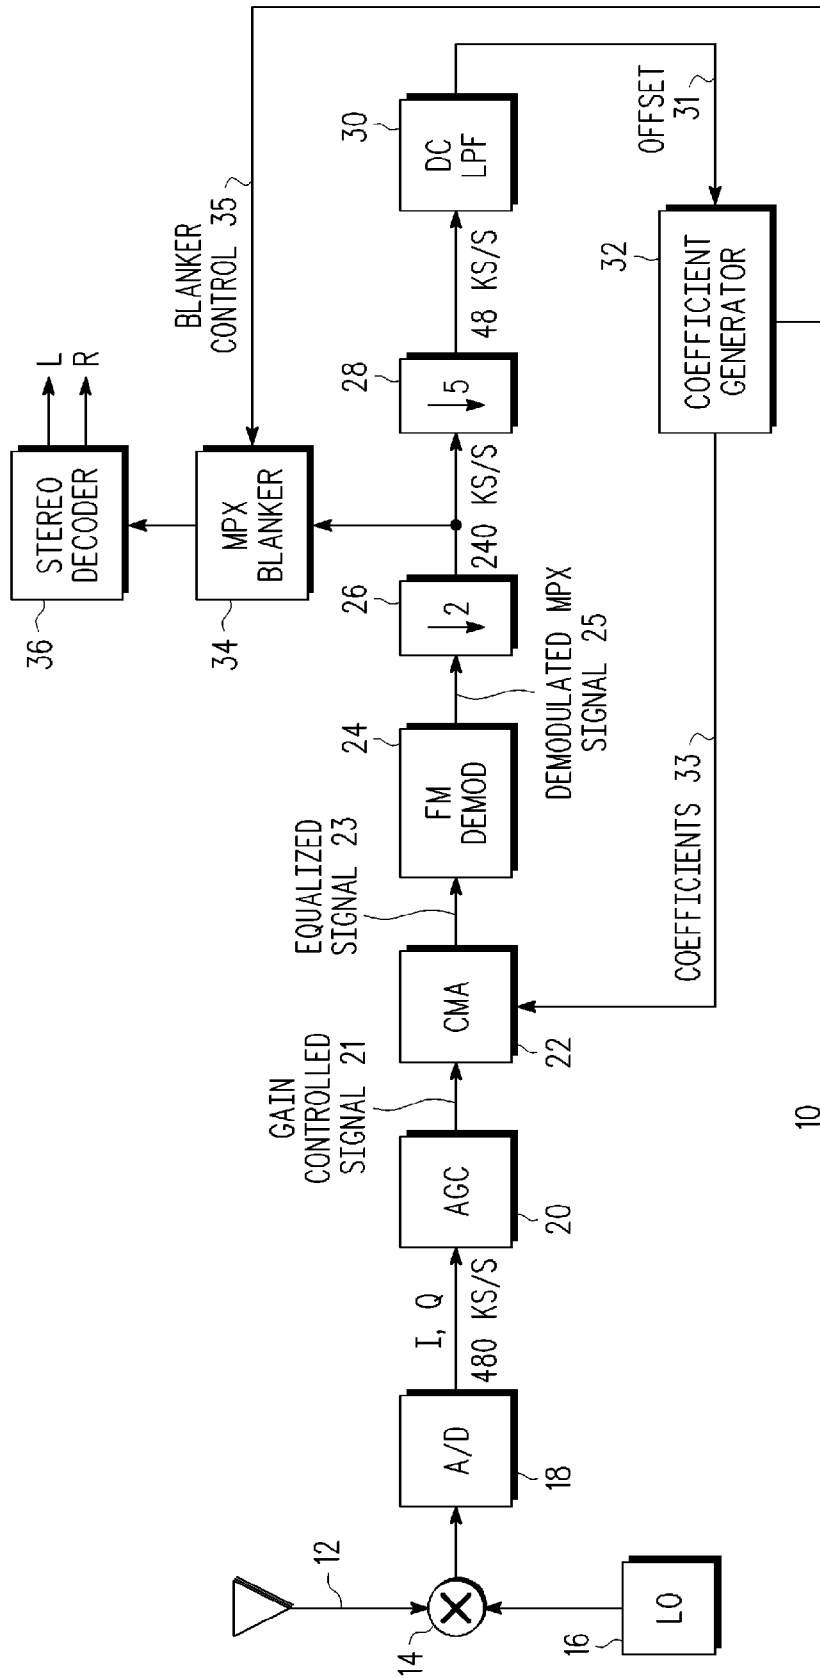 12
14
LO
16
A/D
18
I, Q
480 KS/S
AGC
20
GAIN
CONTROLLED
SIGNAL 21
CMA
22
EQUALIZED
SIGNAL 23
FM
DEMOD
24
DEMODULATED MPX
SIGNAL 25
↓2
26
240 KS/S
↓5
28
48 KS/S
DC
LPF
30
OFFSET
31
COEFFICIENT
GENERATOR
32
COEFFICIENTS 33
MPX
BLANKER
34
BLANKER
CONTROL 35
STEREO
DECODER
36
L
R
10